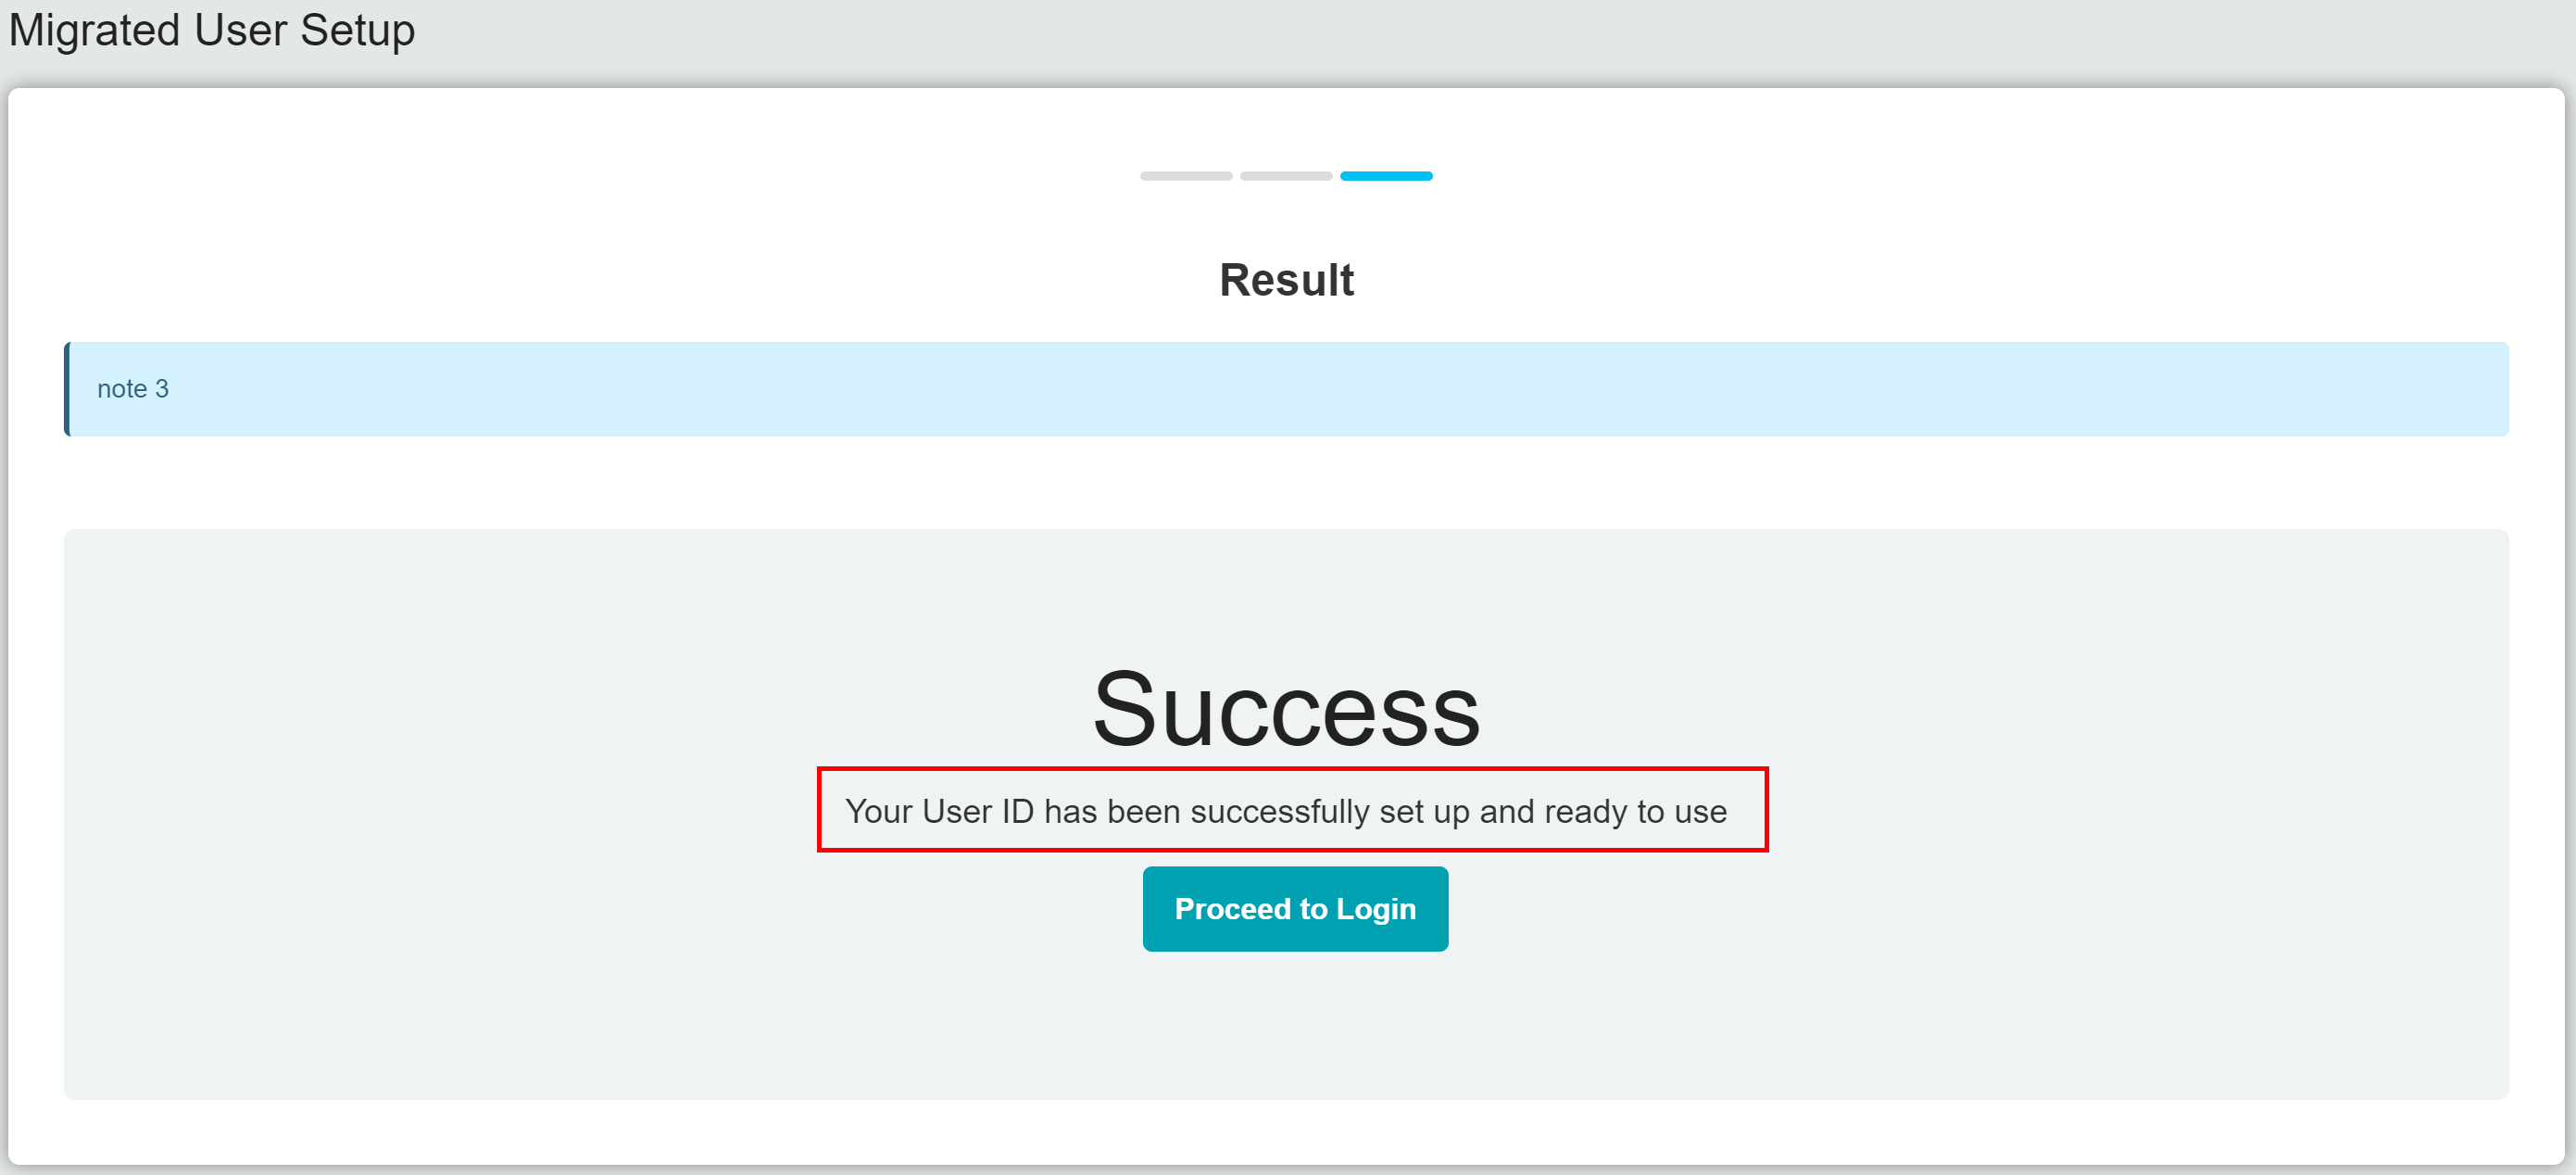 Migrated User Setup
Result
note 3
Success
Your User ID has been successfully set up and ready to use
Proceed to Login